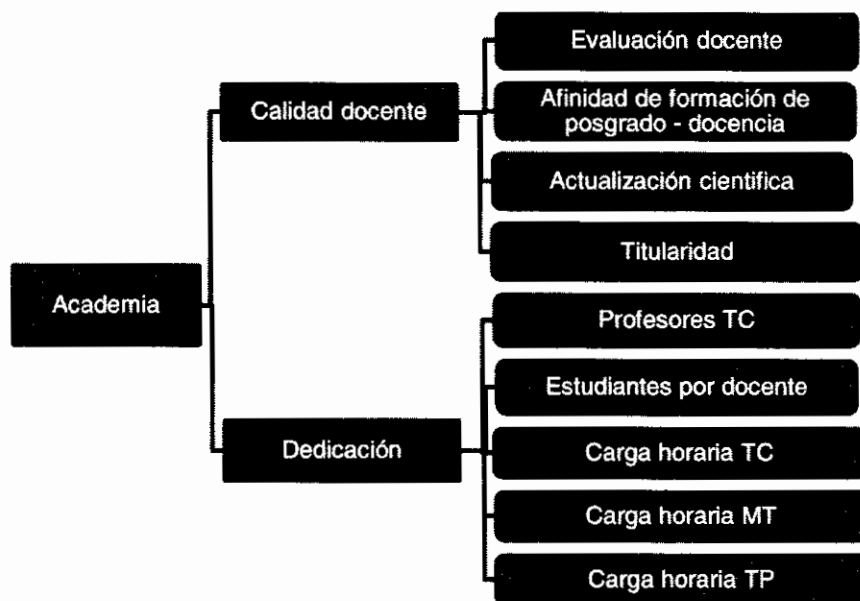 Academia
Calidad docente
Evaluación docente
Afinidad de formación de
posgrado - docencia
Actualización cientifica
Titularidad
Dedicación
Profesores TC
Estudiantes por docente
Carga horaria TC
Carga horaria MT
Carga horaria TP